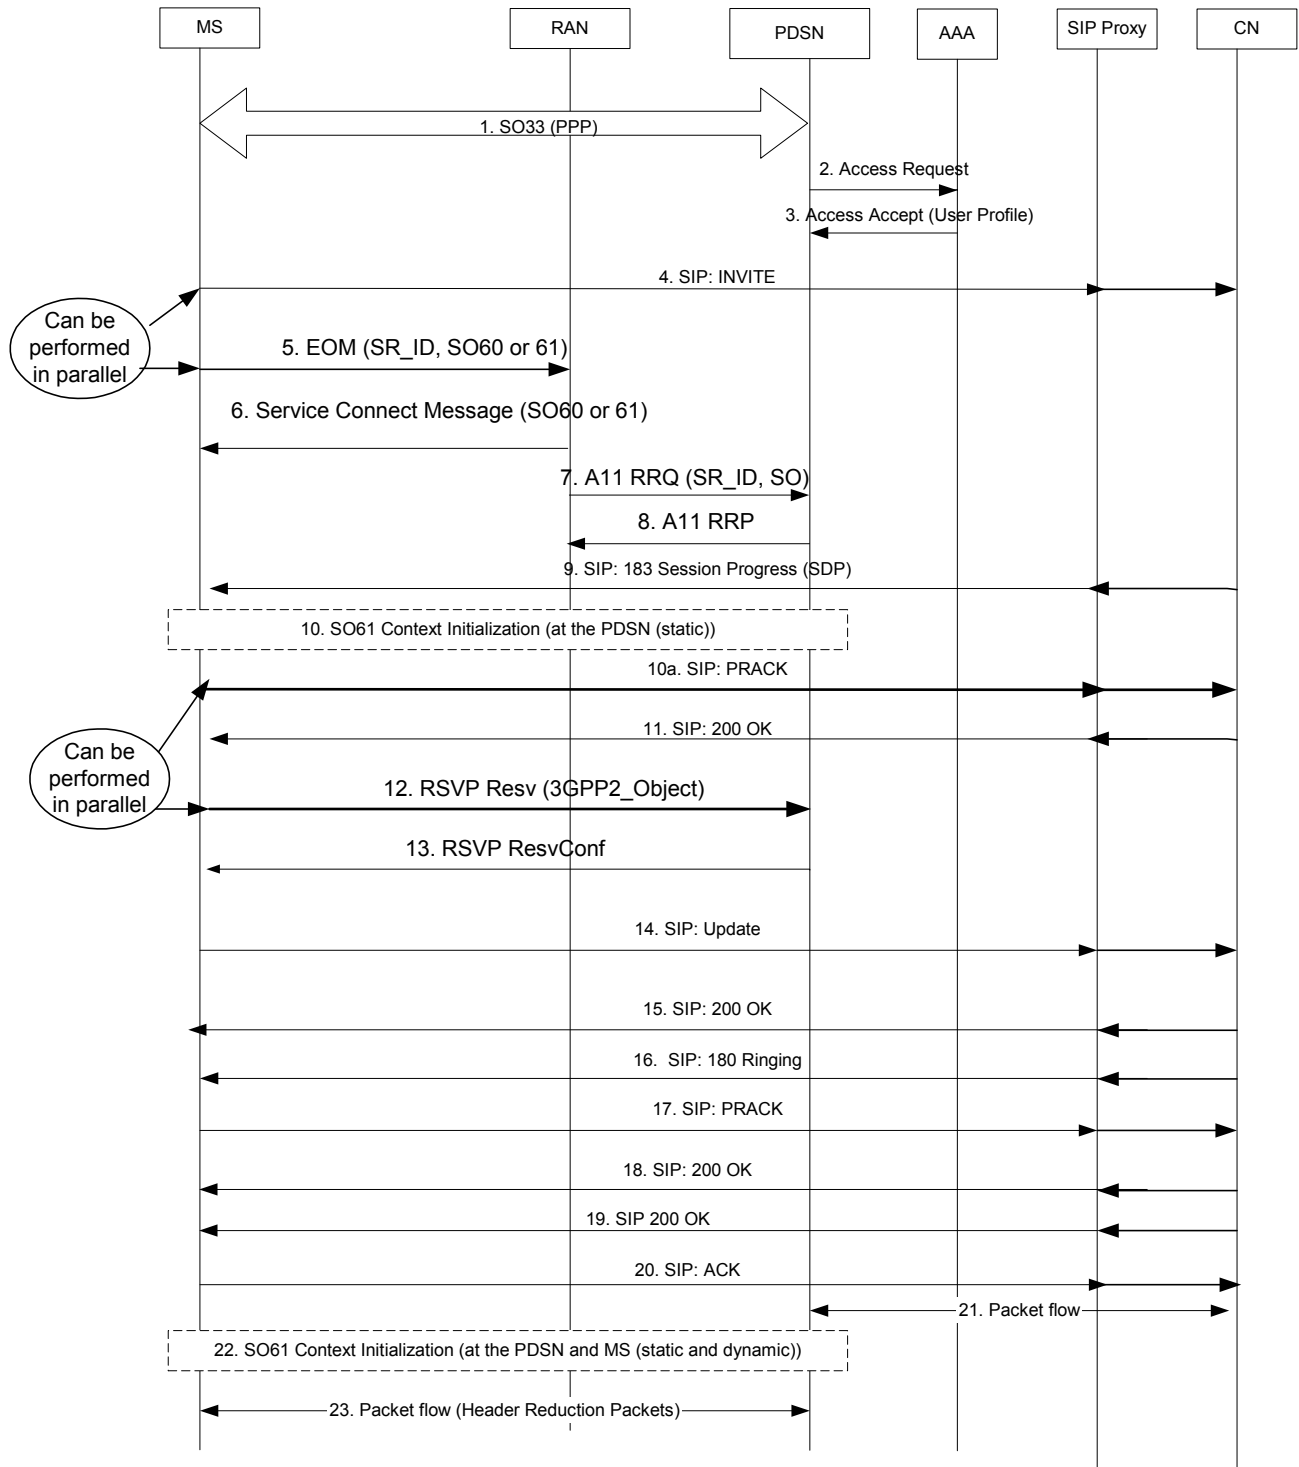 MS
RAN
PDSN
AAA
SIP Proxy
CN
1. SO33 (PPP)
2. Access Request
3. Access Accept (User Profile)
4. SIP: INVITE
Can be
performed
in parallel
5. EOM (SR_ID, SO60 or 61)
6. Service Connect Message (SO60 or 61)
7. A11 RRQ (SR_ID, SO)
8. A11 RRP
9. SIP: 183 Session Progress (SDP)
10. SO61 Context Initialization (at the PDSN (static))
10a. SIP: PRACK
11. SIP: 200 OK
Can be
performed
in parallel
12. RSVP Resv (3GPP2_Object)
13. RSVP ResvConf
14. SIP: Update
15. SIP: 200 OK
16. SIP: 180 Ringing
17. SIP: PRACK
18. SIP: 200 OK
19. SIP 200 OK
20. SIP: ACK
21. Packet flow
22. SO61 Context Initialization (at the PDSN and MS (static and dynamic))
23. Packet flow (Header Reduction Packets)